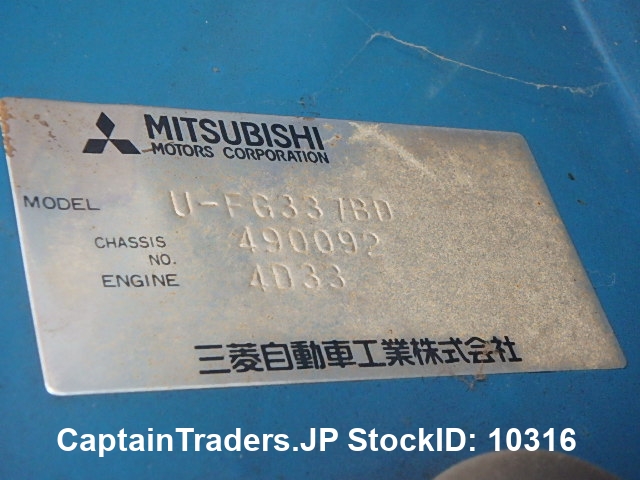 MITSUBISHI
MOTORS CORPORATION
MODEL U-FG337BD
CHASSIS NO. 490092
ENGINE 4D33
三菱自動車工業株式会社
CaptainTraders.JP StockID: 10316